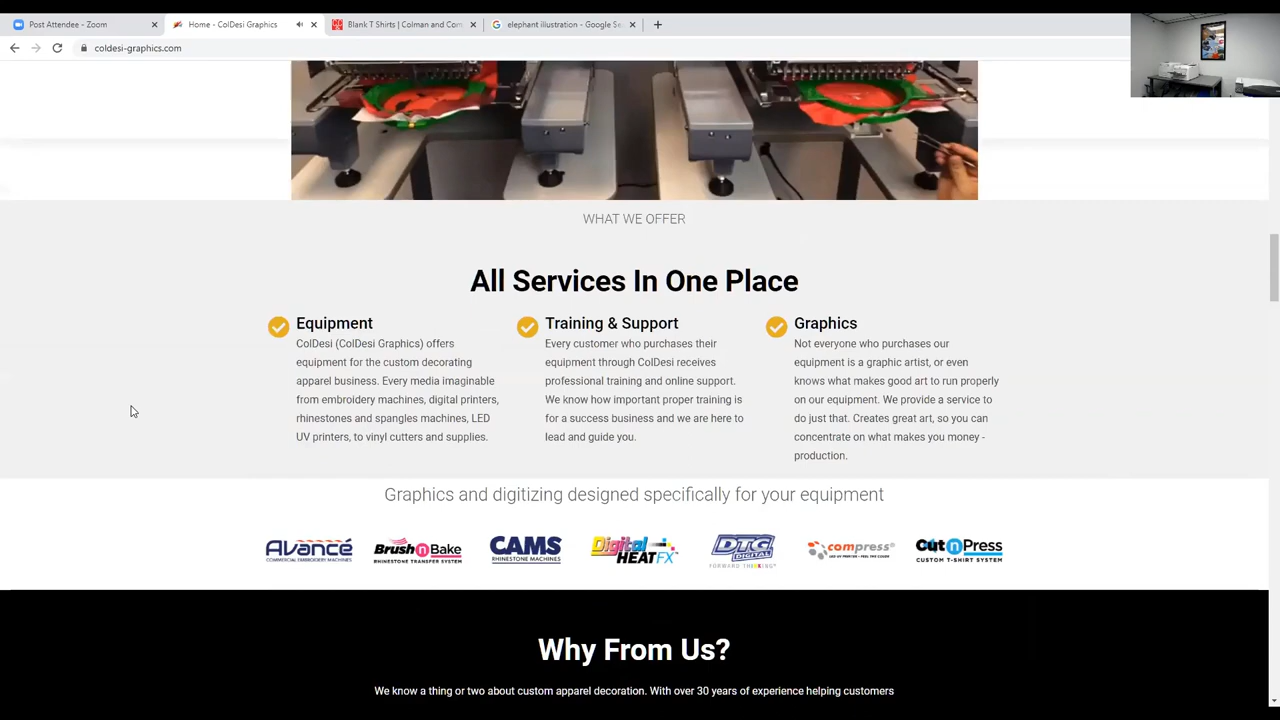 Post Attendee - Zoom
Home - ColDesi Graphics
Blank T Shirts | Colman and Com
elephant illustration - Google Se
coldesi-graphics.com
WHAT WE OFFER
All Services In One Place
Equipment
ColDesi (ColDesi Graphics) offers
equipment for the custom decorating
apparel business. Every media imaginable
from embroidery machines, digital printers,
rhinestones and spangles machines, LED
UV printers, to vinyl cutters and supplies.
Training & Support
Every customer who purchases their
equipment through ColDesi receives
professional training and online support.
We know how important proper training is
for a success business and we are here to
lead and guide you.
Graphics
Not everyone who purchases our
equipment is a graphic artist, or even
knows what makes good art to run properly
on our equipment. We provide a service to
do just that. Creates great art, so you can
concentrate on what makes you money -
production.
Graphics and digitizing designed specifically for your equipment
Avancé
COMMERCIAL EMBROIDERY MACHINES
Brush n Bake
RHINESTONE TRANSFER SYSTEM
CAMS
RHINESTONE MACHINES
Digital
HEATFX
DTG
DIGITAL
FORWARD THINKING
compress
Cut n Press
CUSTOM T-SHIRT SYSTEM
Why From Us?
We know a thing or two about custom apparel decoration. With over 30 years of experience helping customers